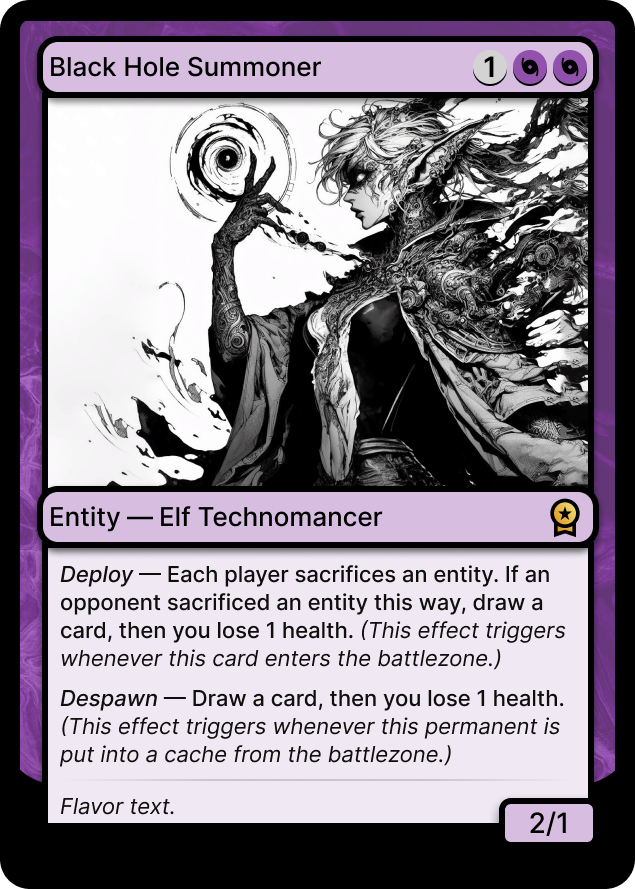 Black Hole Summoner 1
Entity — Elf Technomancer
Deploy — Each player sacrifices an entity. If an
opponent sacrificed an entity this way, draw a
card, then you lose 1 health. (This effect triggers
whenever this card enters the battlezone.)
Despawn — Draw a card, then you lose 1 health.
(This effect triggers whenever this permanent is
put into a cache from the battlezone.)
Flavor text.
2/1